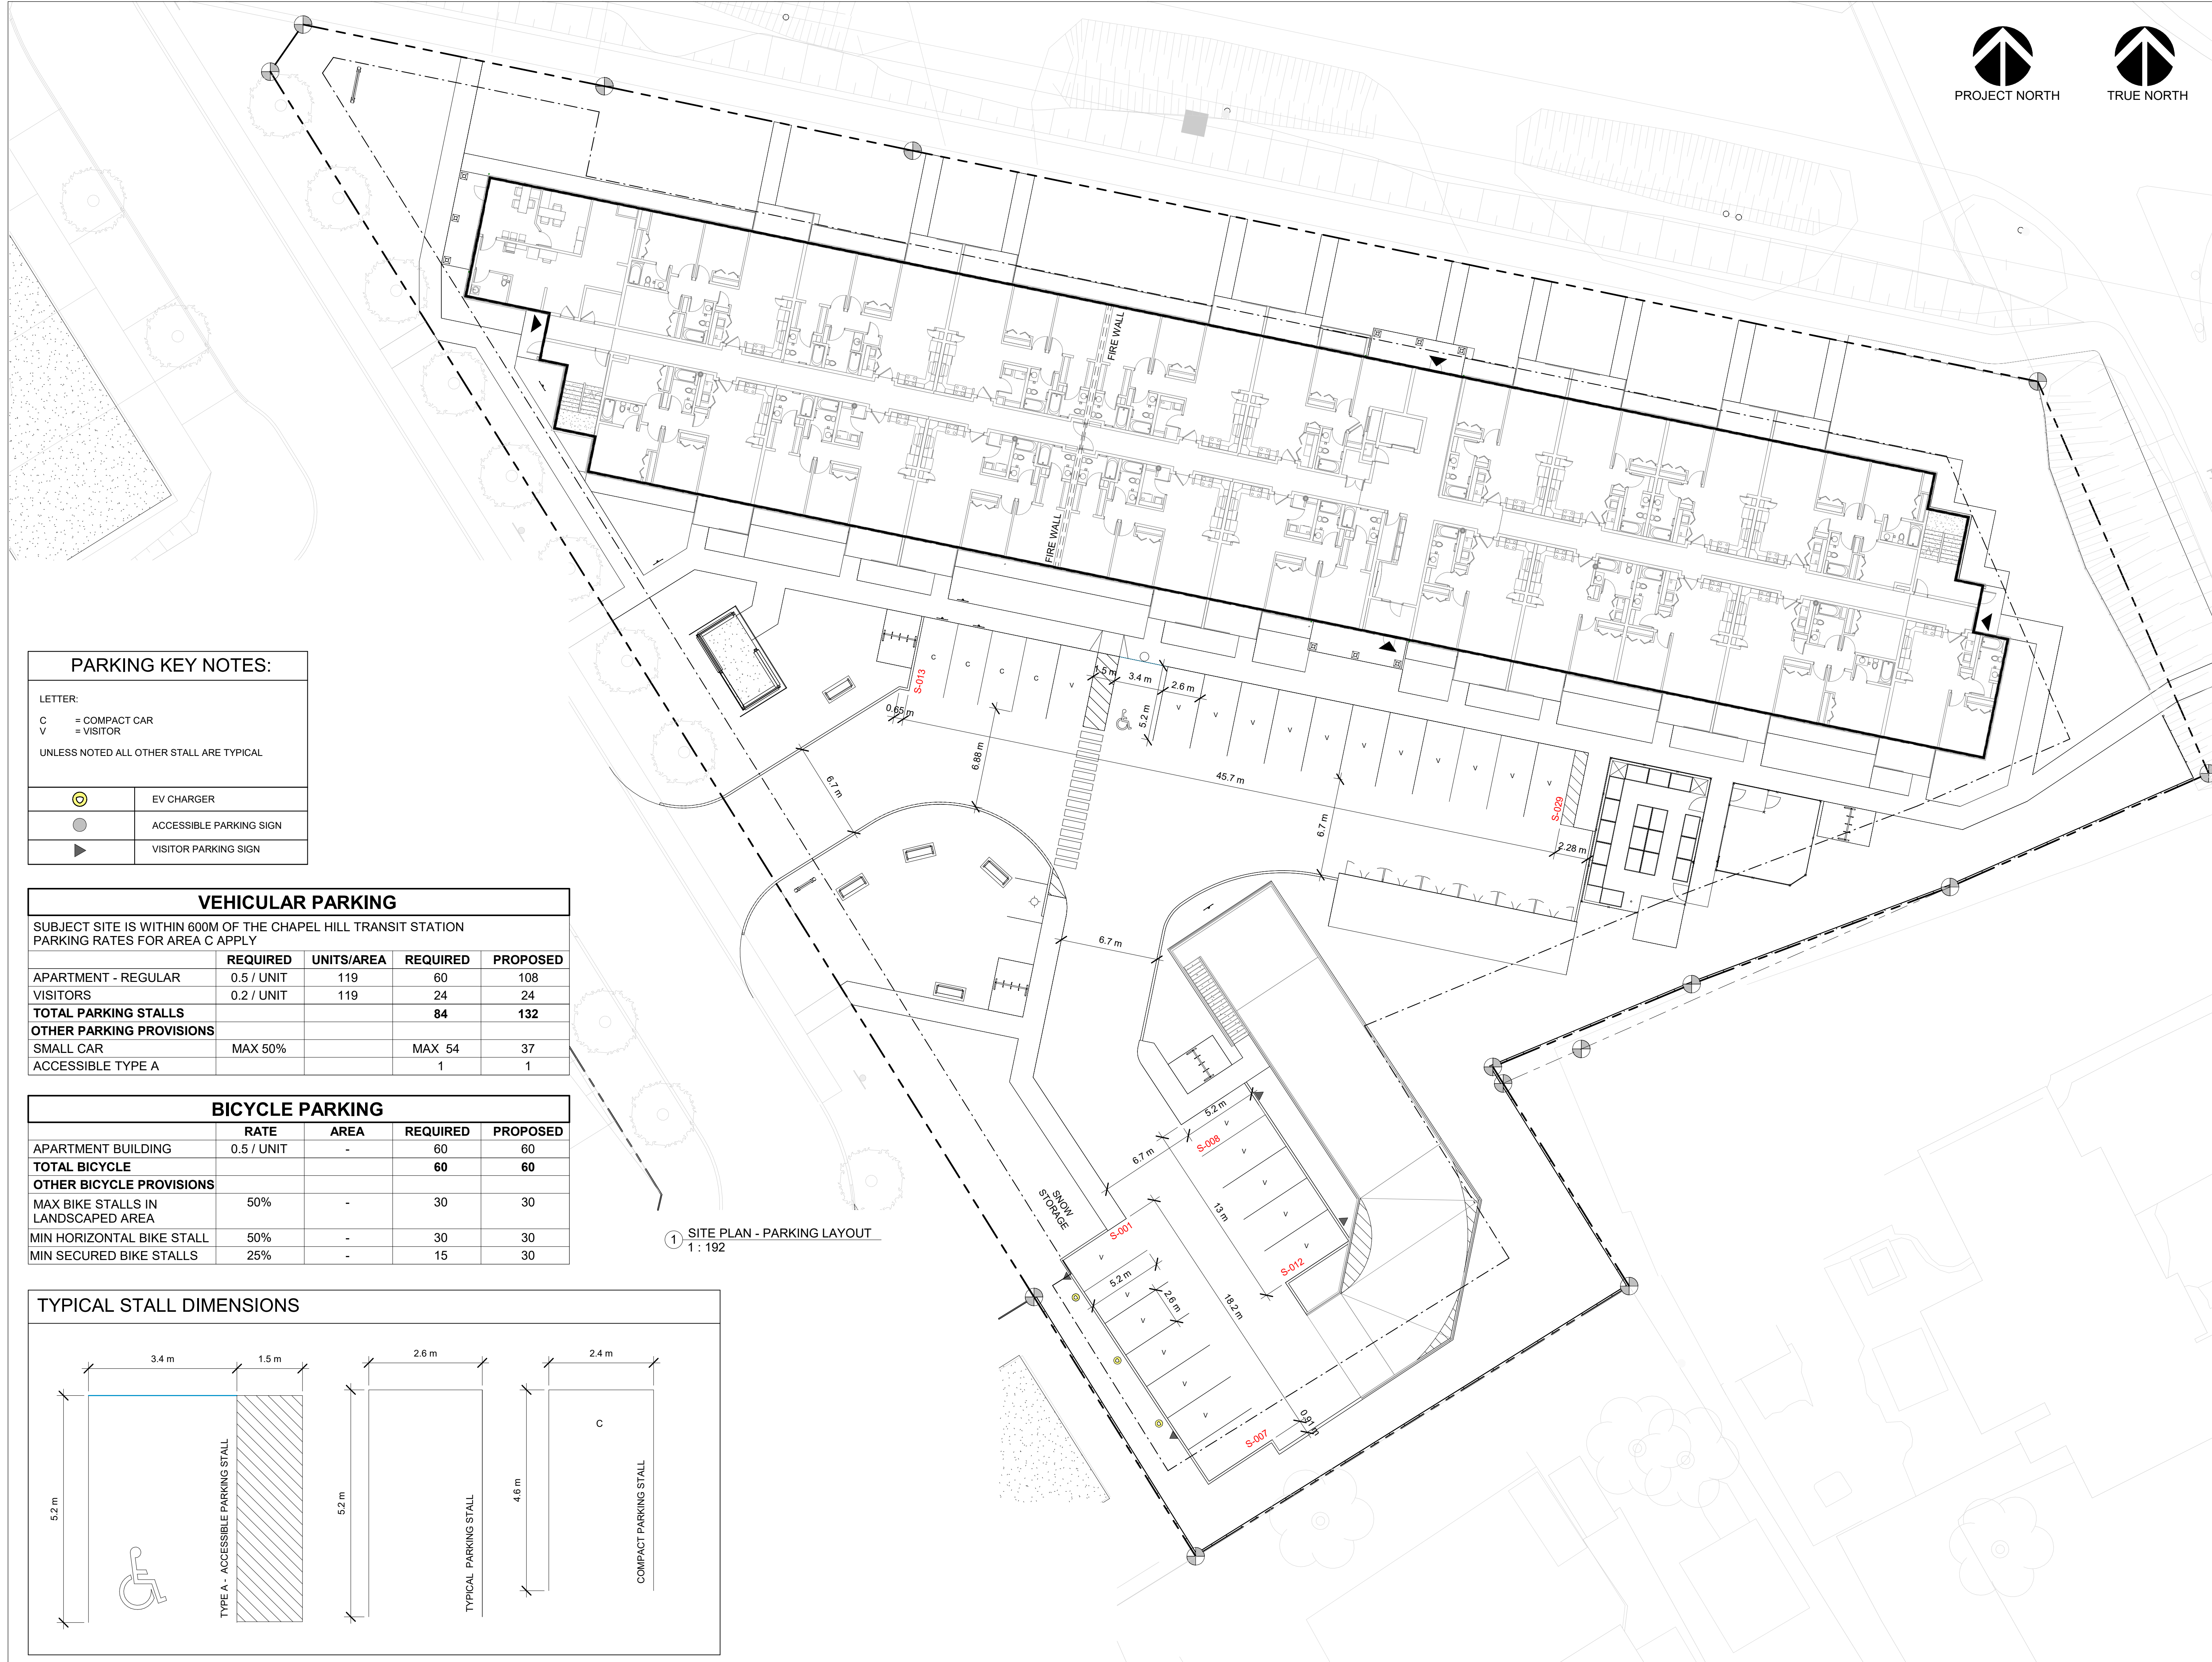 PROJECT NORTH
TRUE NORTH
FIRE WALL
FIRE WALL
PARKING KEY NOTES:
LETTER:
C = COMPACT CAR
V = VISITOR
UNLESS NOTED ALL OTHER STALL ARE TYPICAL
EV CHARGER
ACCESSIBLE PARKING SIGN
VISITOR PARKING SIGN
VEHICULAR PARKING
SUBJECT SITE IS WITHIN 600M OF THE CHAPEL HILL TRANSIT STATION
PARKING RATES FOR AREA C APPLY
REQUIRED UNITS/AREA REQUIRED PROPOSED
APARTMENT - REGULAR 0.5 / UNIT 119 60 108
VISITORS 0.2 / UNIT 119 24 24
TOTAL PARKING STALLS 84 132
OTHER PARKING PROVISIONS
SMALL CAR MAX 50% MAX 54 37
ACCESSIBLE TYPE A 1 1
BICYCLE PARKING
RATE AREA REQUIRED PROPOSED
APARTMENT BUILDING 0.5 / UNIT - 60 60
TOTAL BICYCLE 60 60
OTHER BICYCLE PROVISIONS
MAX BIKE STALLS IN 50% - 30 30
LANDSCAPED AREA
MIN HORIZONTAL BIKE STALL 50% - 30 30
MIN SECURED BIKE STALLS 25% - 15 30
TYPICAL STALL DIMENSIONS
3.4 m
1.5 m
5.2 m
TYPE A - ACCESSIBLE PARKING STALL
2.6 m
5.2 m
TYPICAL PARKING STALL
2.4 m
4.6 m
C
COMPACT PARKING STALL
1 SITE PLAN - PARKING LAYOUT
1 : 192
S-013
C
C
C
C
V
0.65 m
6.88 m
6.7 m
1.5 m
3.4 m
2.6 m
5.2 m
V
V
V
V
V
V
V
V
V
V
V
45.7 m
6.7 m
S-029
2.28 m
6.7 m
5.2 m
S-008
6.7 m
V
V
V
V
V
13 m
S-012
SNOW
STORAGE
S-001
V
5.2 m
2.6 m
V
V
V
V
V
18.2 m
S-007
0.91 m